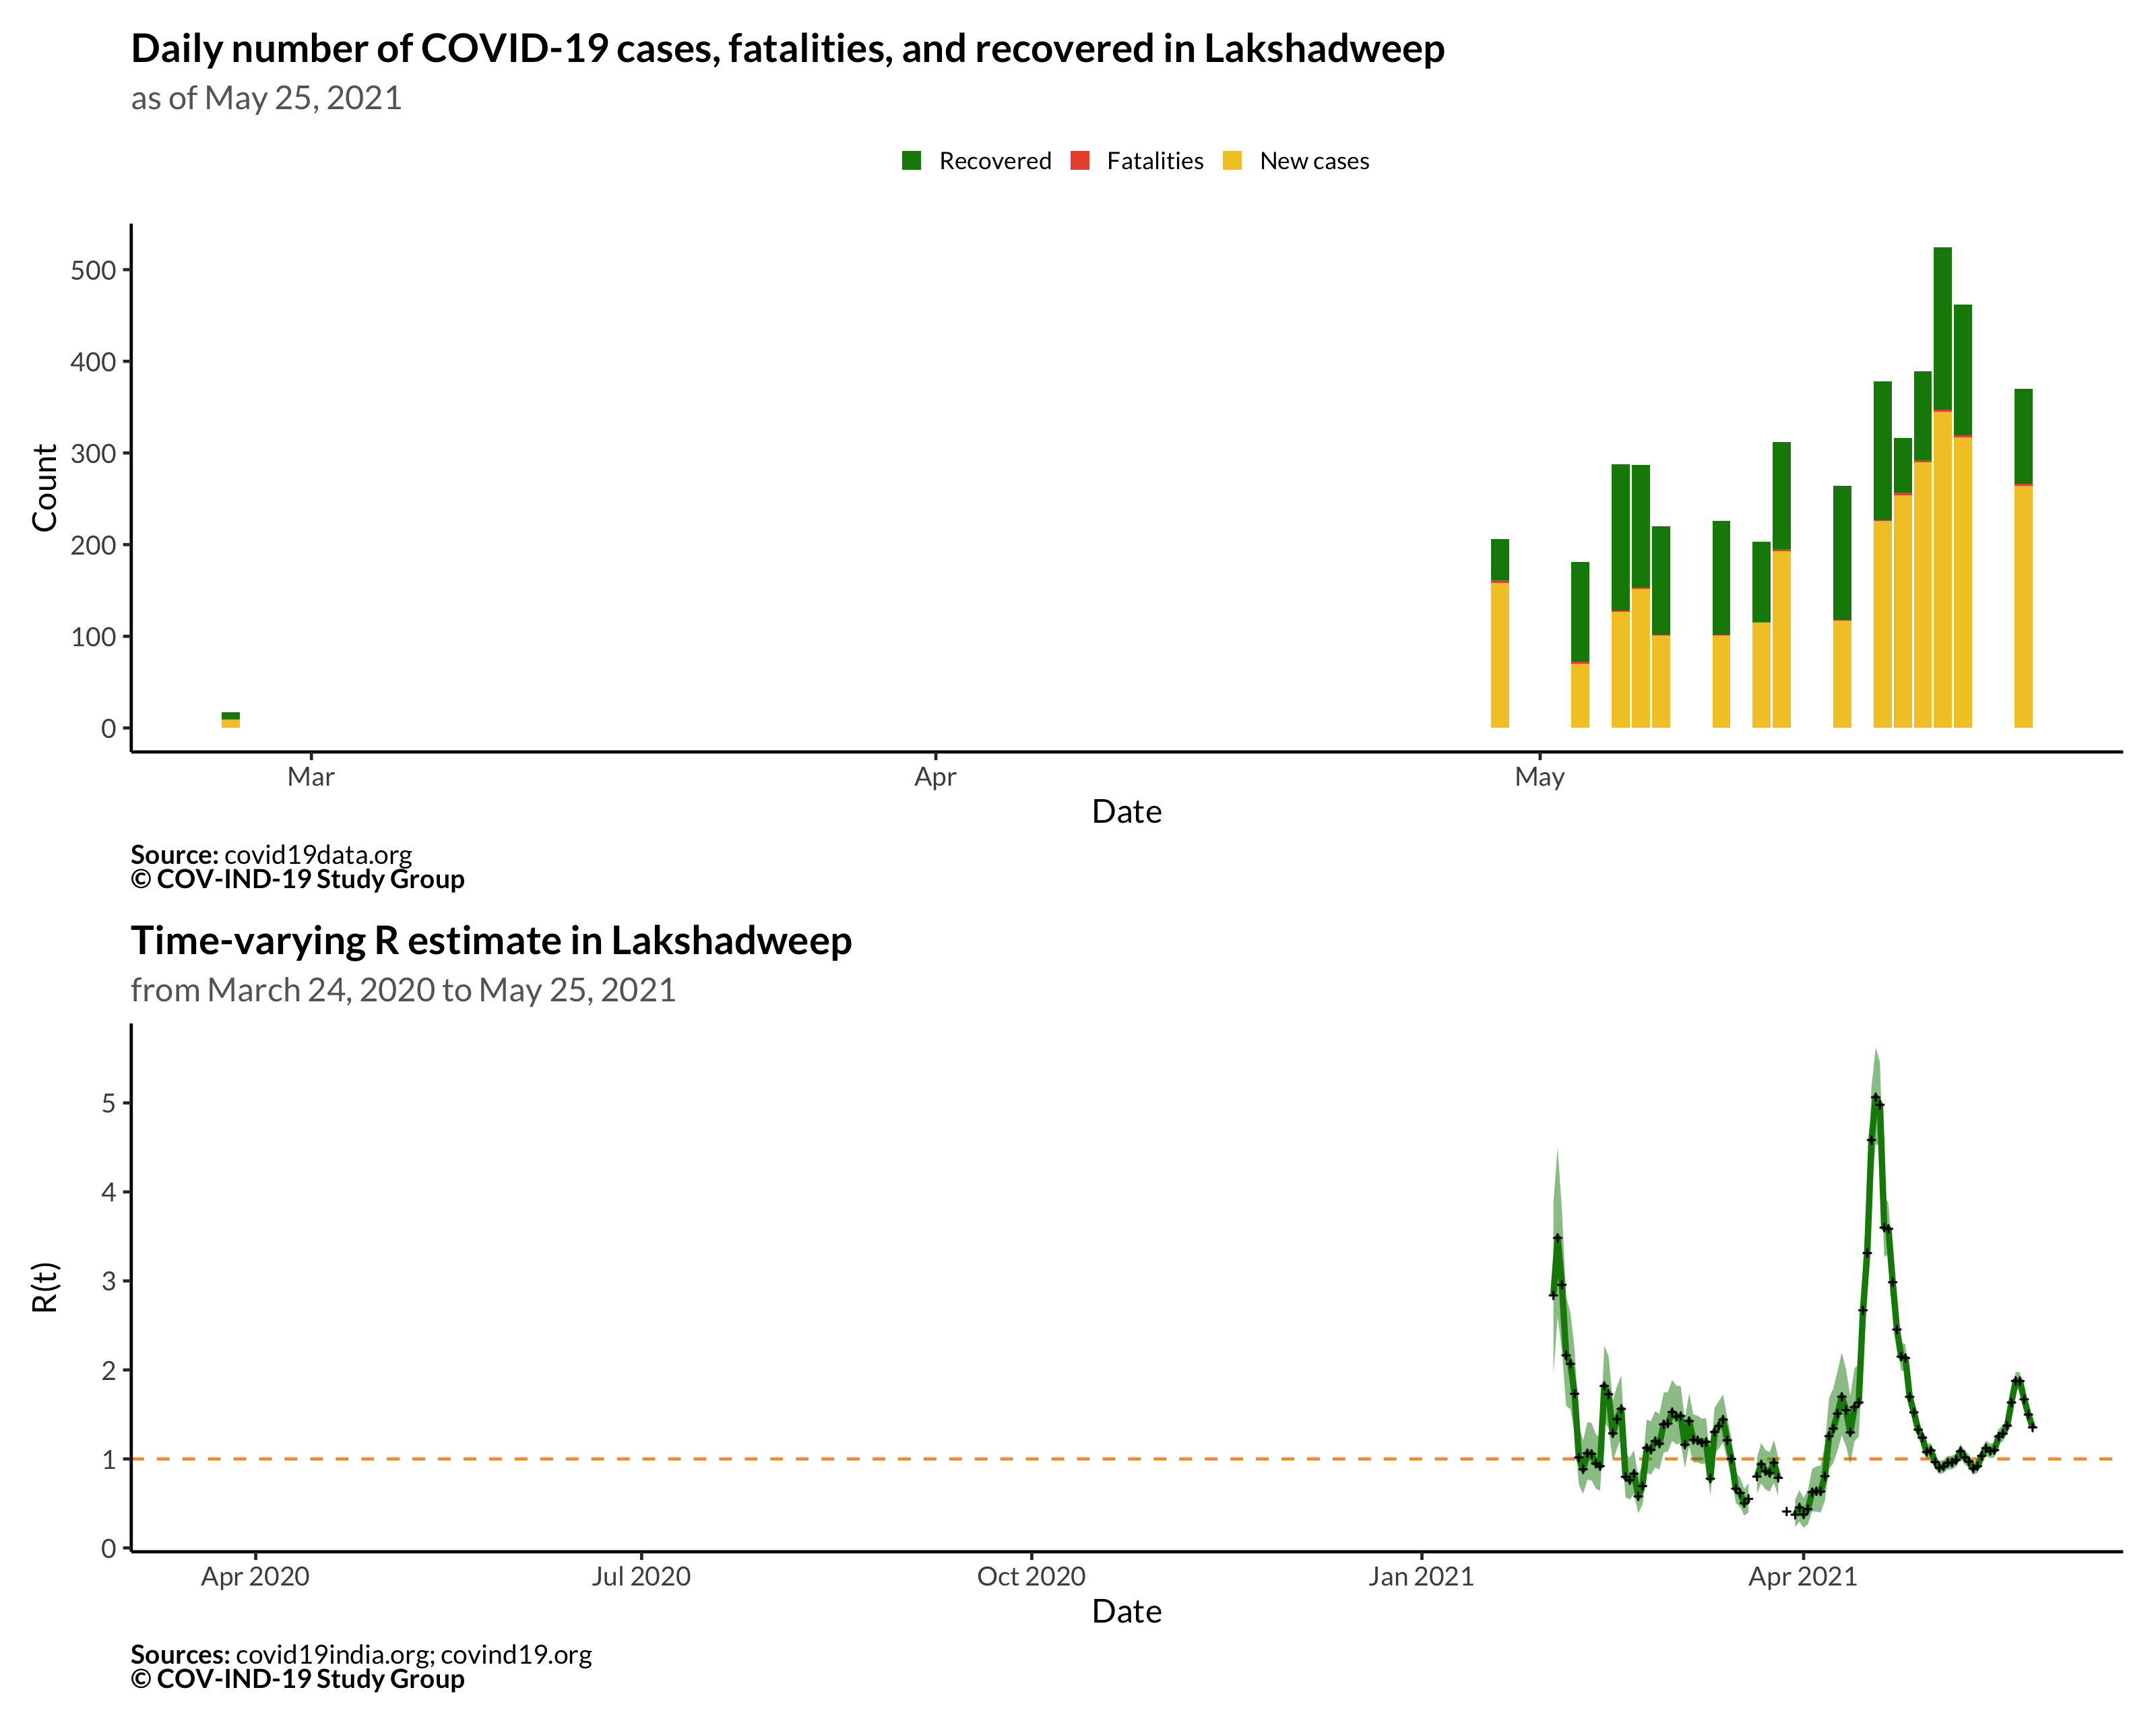 Daily number of COVID-19 cases, fatalities, and recovered in Lakshadweep
as of May 25, 2021
Recovered Fatalities New cases
500
400
300
200
100
0
Count
Mar Apr May
Date
Source: covid19data.org
© COV-IND-19 Study Group
Time-varying R estimate in Lakshadweep
from March 24, 2020 to May 25, 2021
5
4
3
2
1
0
R(t)
Apr 2020 Jul 2020 Oct 2020 Jan 2021 Apr 2021
Date
Sources: covid19india.org; covind19.org
© COV-IND-19 Study Group